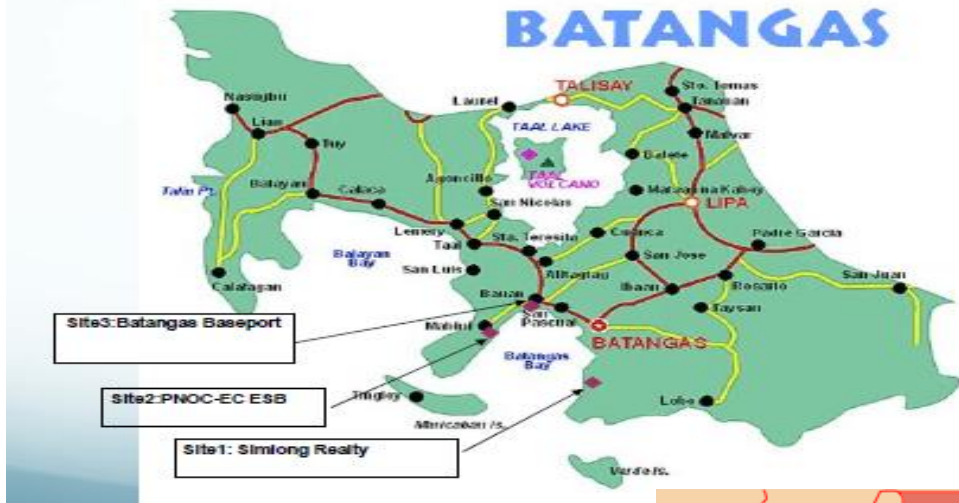 BATANGAS
Nasugbu
Lian
Tuy
Balayan
Calaca
Talin Pt.
Calatagan
Balayan
Bay
Laurel
TALISAY
TAAL LAKE
TAAL
VOLCANO
Agoncillo
San Nicolas
Lemery
Taal
Sta. Teresita
San Luis
Alitagtag
Cuenca
Sto. Tomas
Tanauan
Malvar
Balete
LIPA
Padre Garcia
San Jose
Ibaan
Rosario
San Juan
Taysan
Bauan
San
Pascual
BATANGAS
Mabini
Batangas
Bay
Tingloy
Maricaban Is.
Lobo
Verde Is.
Site3:Batangas Baseport
Site2:PNOC-EC ESB
Site1: Simlong Realty